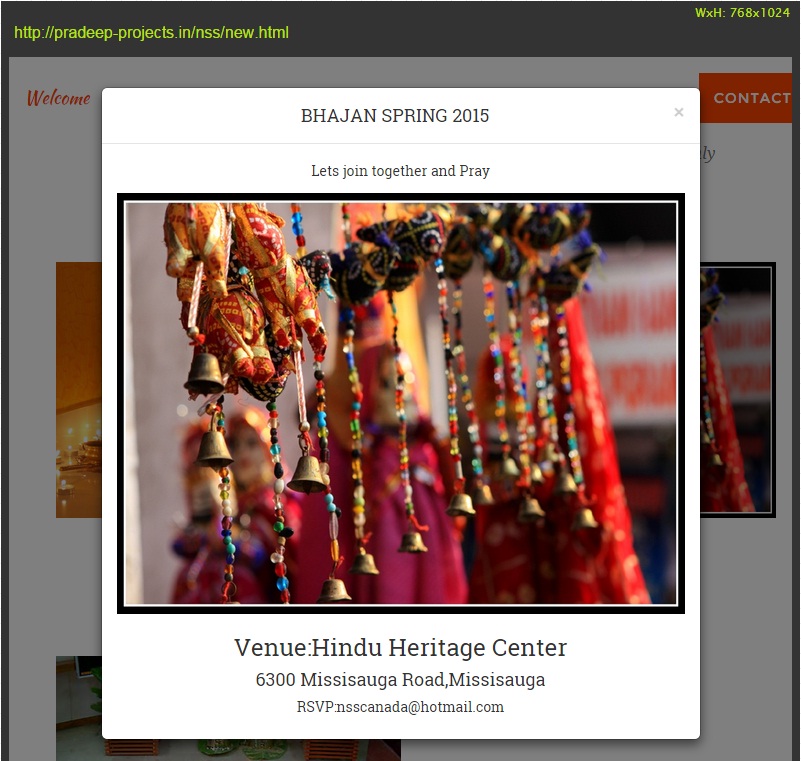 WxH: 768x1024
http://pradeep-projects.in/nss/new.html
Welcome
CONTACT
BHAJAN SPRING 2015
×
Lets join together and Pray
Venue:Hindu Heritage Center
6300 Missisauga Road,Missisauga
RSVP:nsscanada@hotmail.com